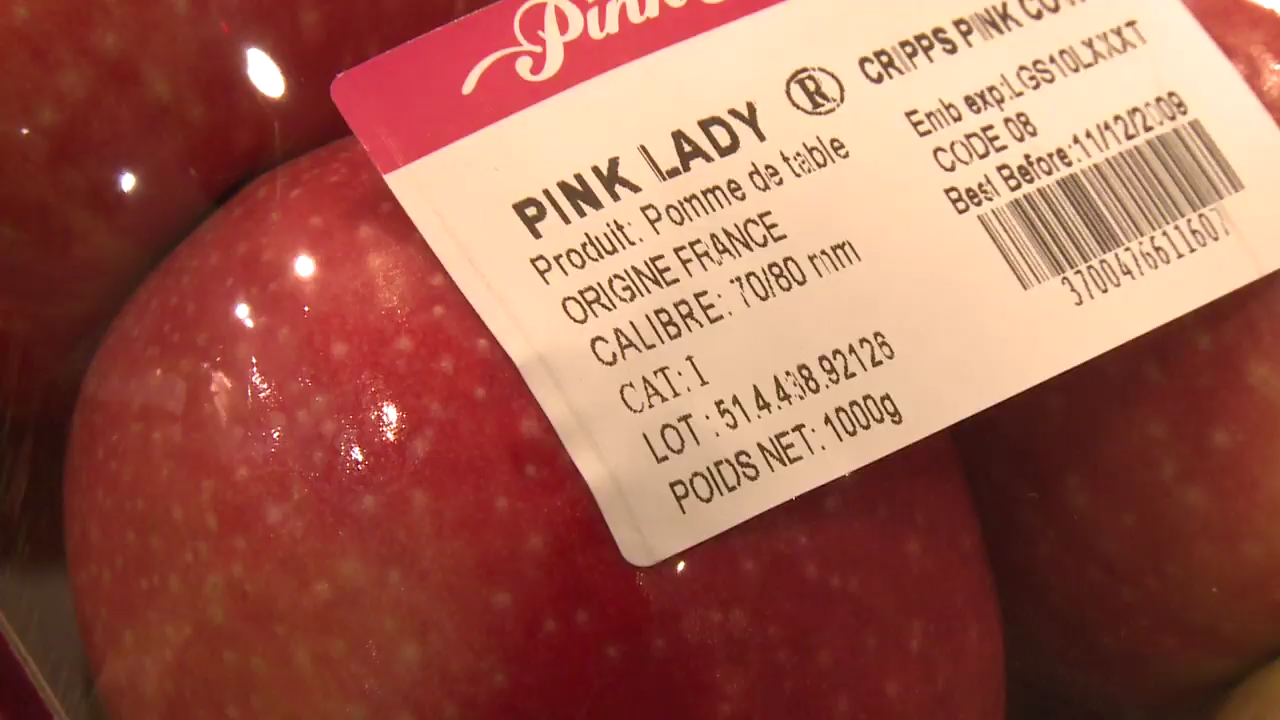 Pink
PINK LADY ® CRIPPS PINK
Produit: Pomme de table
ORIGINE FRANCE
CALIBRE: 70/80 mm
CAT: I
LOT : 51.4.438.92126
POIDS NET: 1000g
Emb exp:LGS10LXXXT
CODE 08
Best Before:11/12/2009
3700476611607